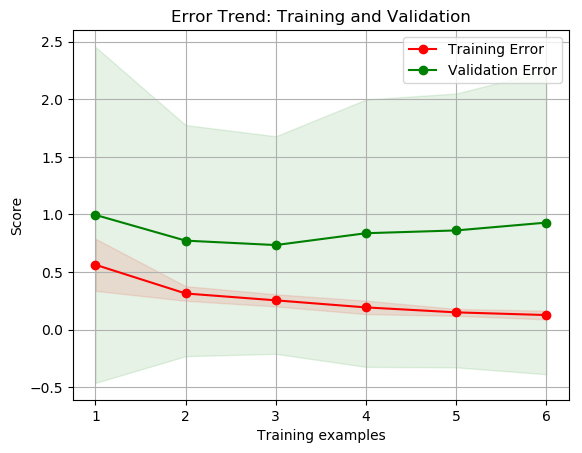 Error Trend: Training and Validation
Training Error
Validation Error
Score
2.5
2.0
1.5
1.0
0.5
0.0
−0.5
1 2 3 4 5 6
Training examples